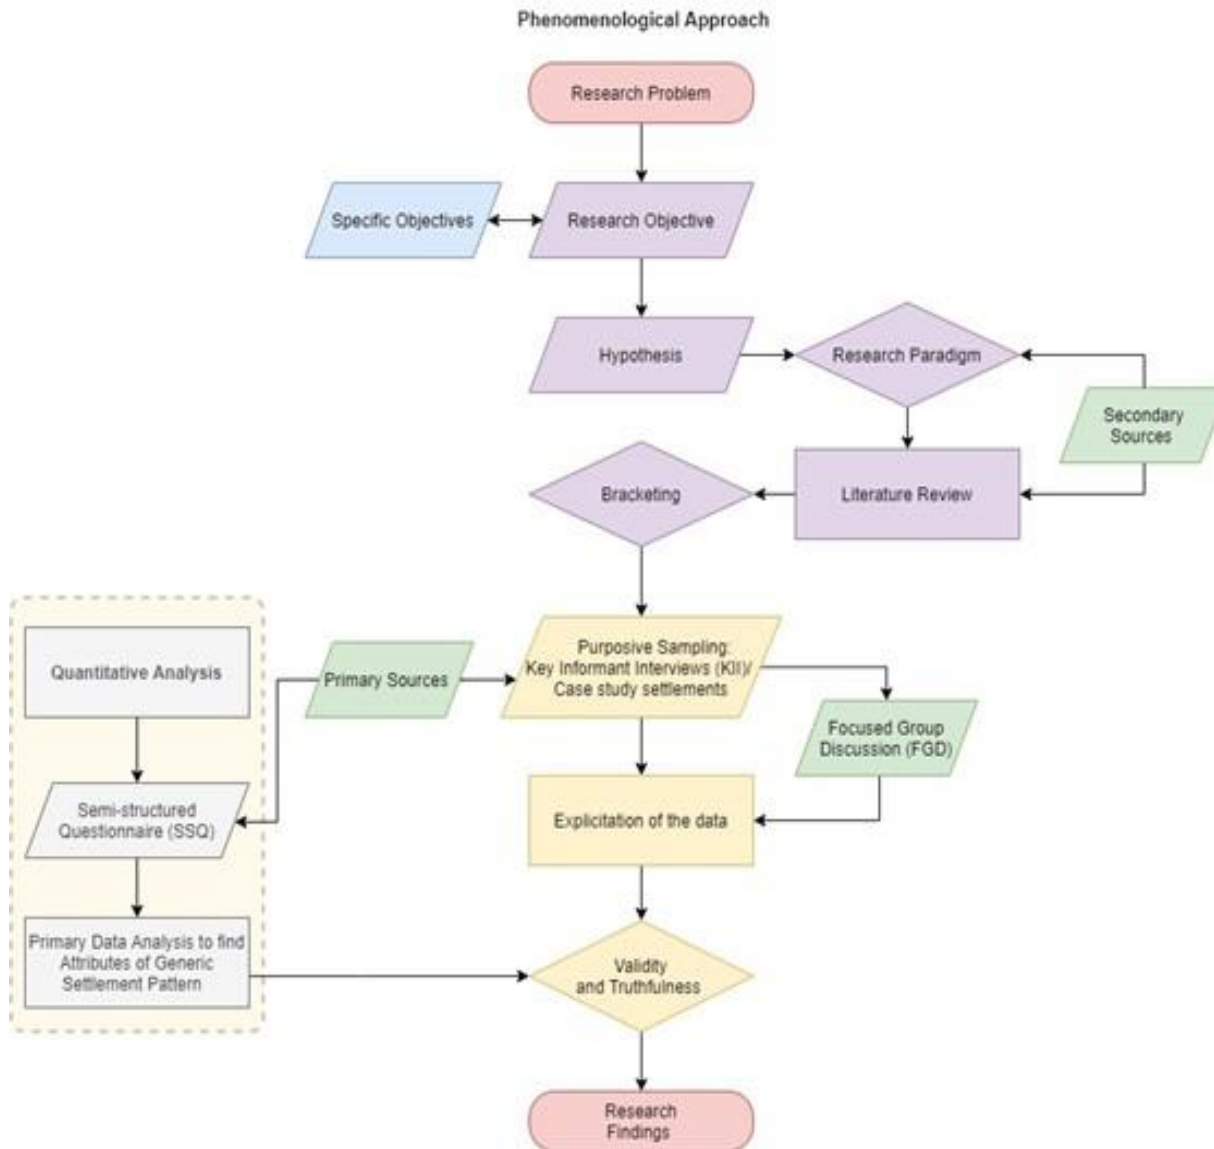 Phenomenological Approach
Research Problem
Specific Objectives
Research Objective
Hypothesis
Research Paradigm
Secondary
Sources
Bracketing
Literature Review
Quantitative Analysis
Primary Sources
Purposive Sampling:
Key Informant Interviews (KII)/
Case study settlements
Focused Group
Discussion (FGD)
Semi-structured
Questionnaire (SSQ)
Explicitation of the data
Primary Data Analysis to find
Attributes of Generic
Settlement Pattern
Validity
and Truthfulness
Research
Findings